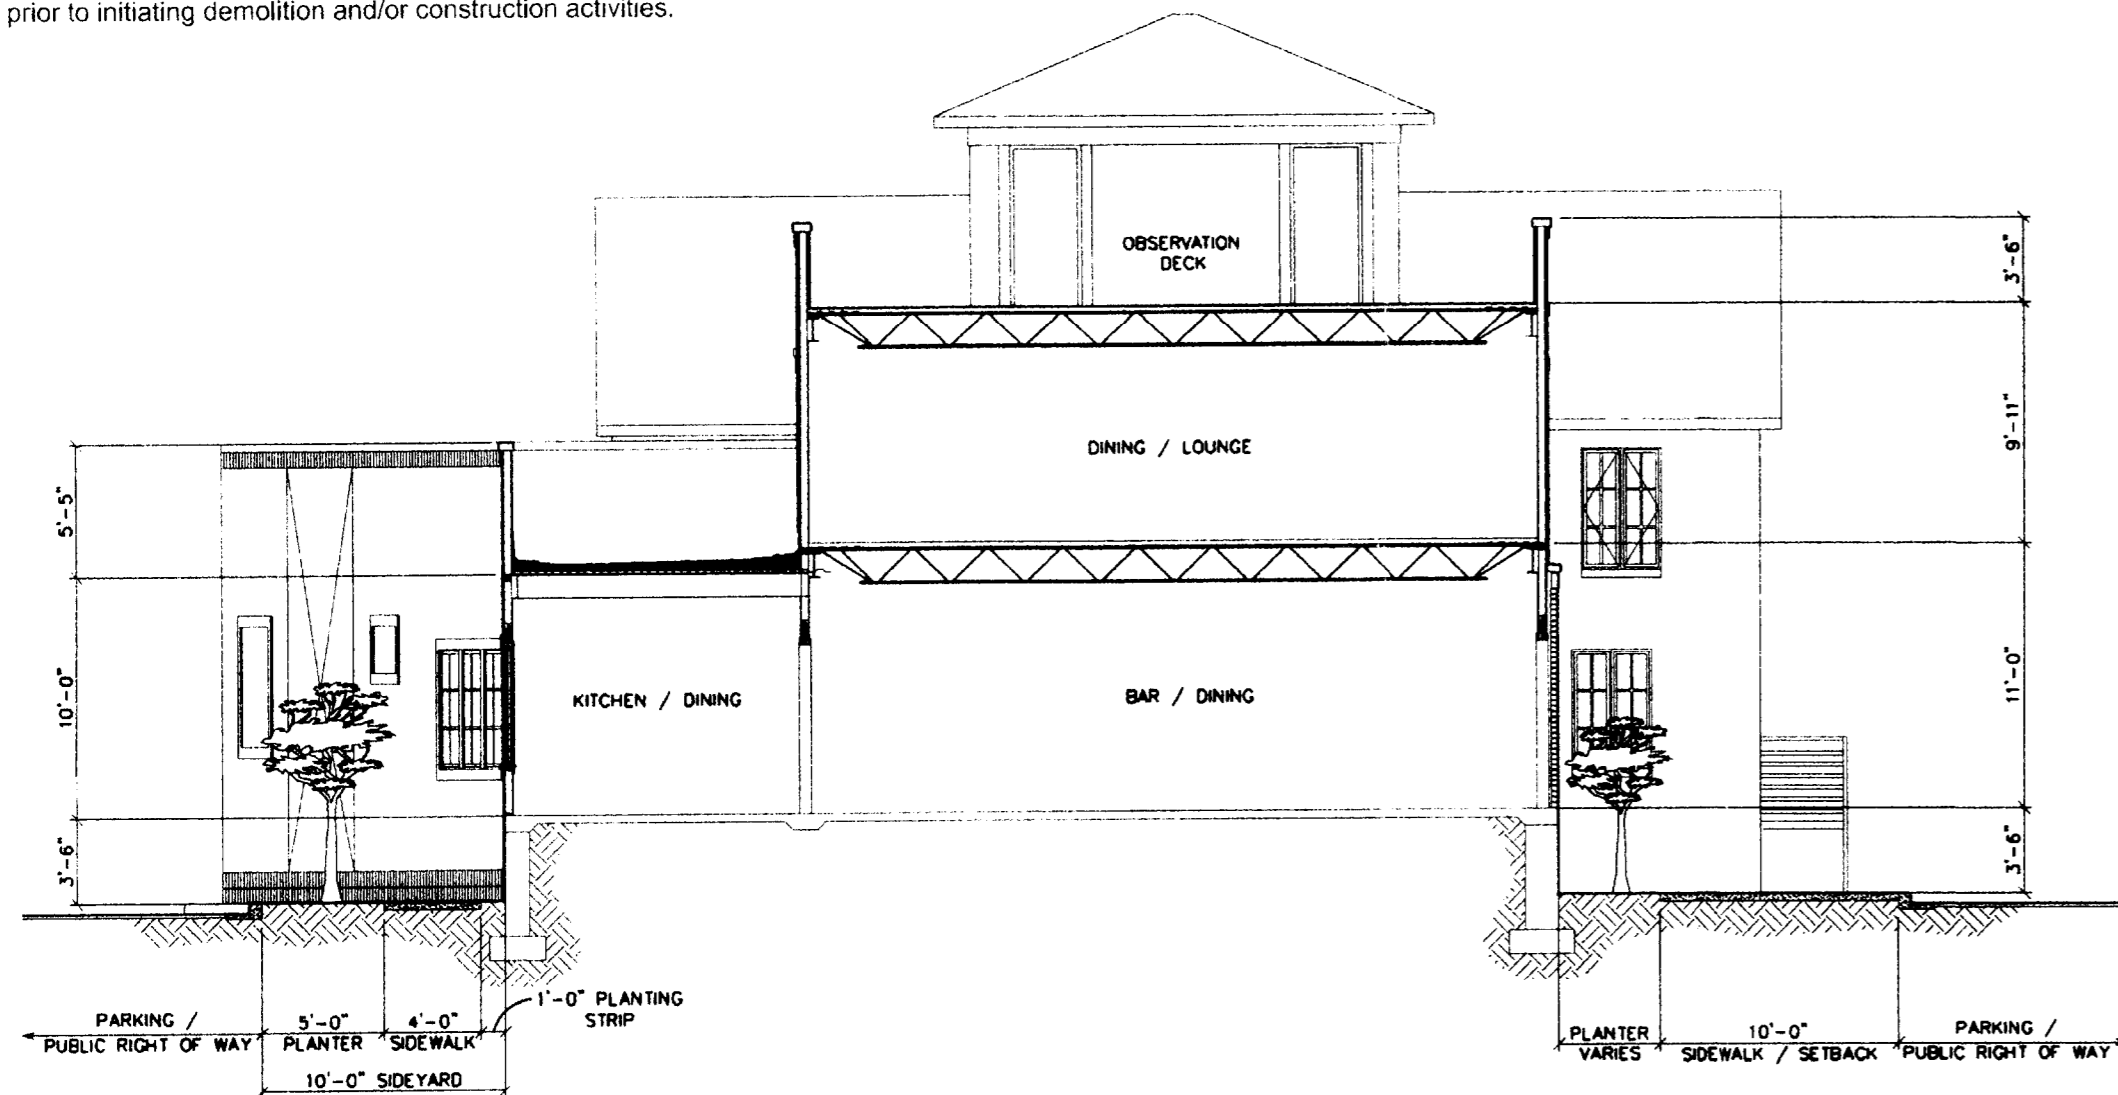 prior to initiating demolition and/or construction activities.
OBSERVATION
DECK
3'-6"
9'-11"
DINING / LOUNGE
5'-5"
10'-0"
KITCHEN / DINING
BAR / DINING
11'-0"
3'-6"
3'-6"
1'-0" PLANTING
STRIP
PARKING /
PUBLIC RIGHT OF WAY
5'-0"
PLANTER
4'-0"
SIDEWALK
10'-0" SIDEYARD
PLANTER
VARIES
10'-0"
SIDEWALK / SETBACK
PARKING /
PUBLIC RIGHT OF WAY